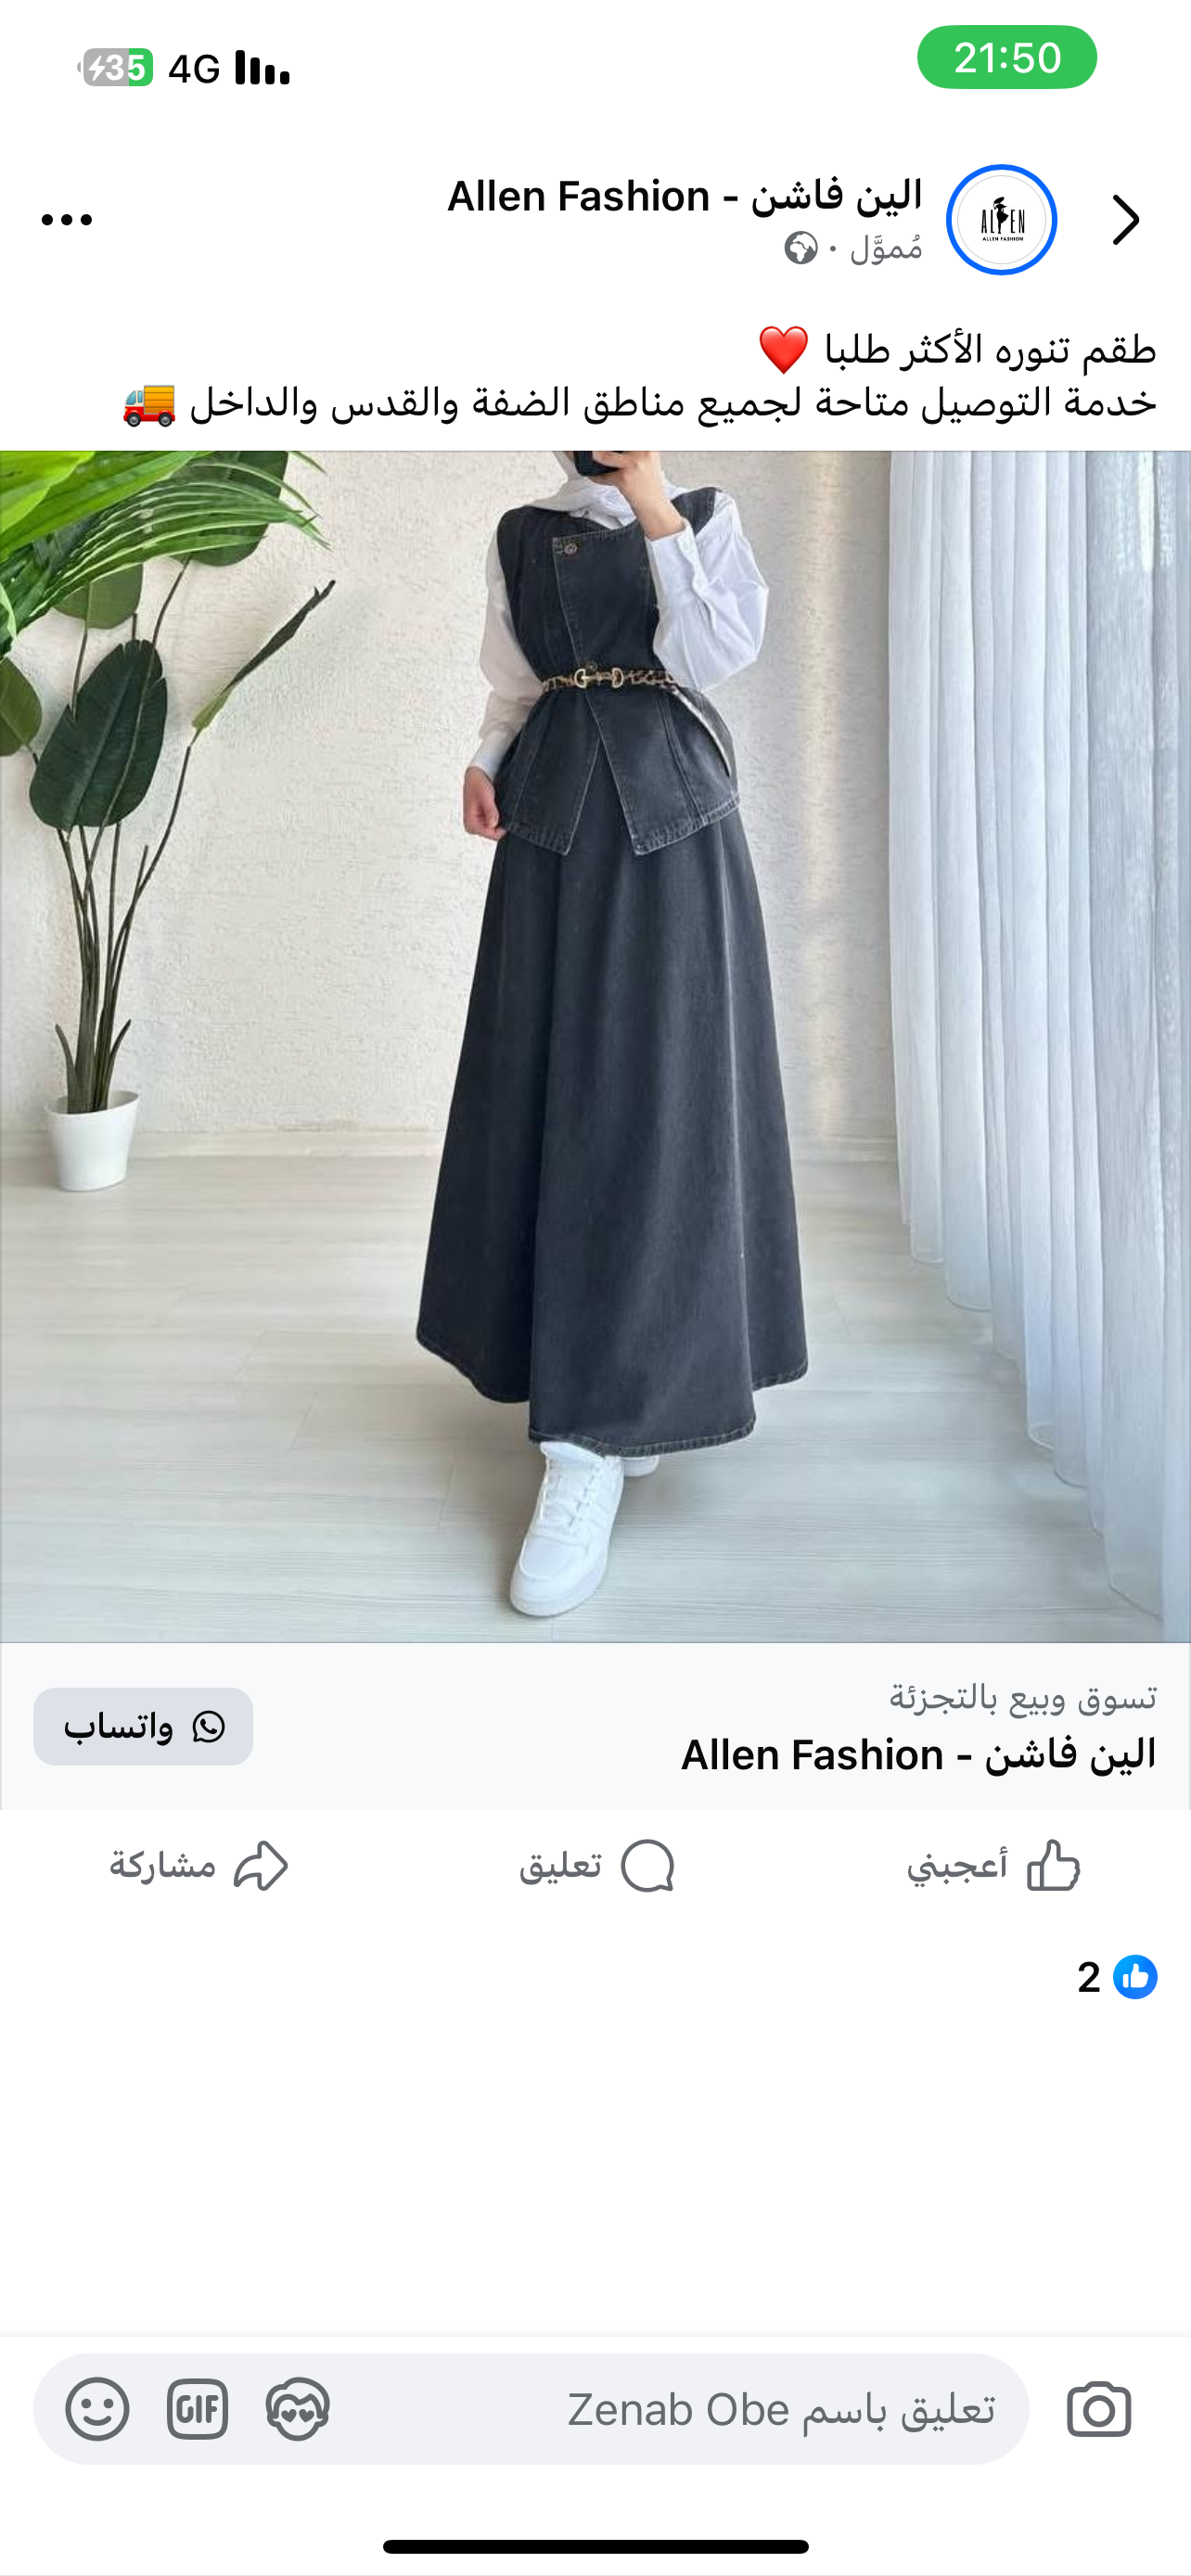 35 4G 21:50
الين فاشن - Allen Fashion
مُموَّل ·
ALLEN
ALLEN FASHION
طقم تنوره الأكثر طلبا ❤️
خدمة التوصيل متاحة لجميع مناطق الضفة والقدس والداخل 🚚
تسوق وبيع بالتجزئة
الين فاشن - Allen Fashion
واتساب
أعجبني تعليق مشاركة
2
تعليق باسم Zenab Obe
GIF